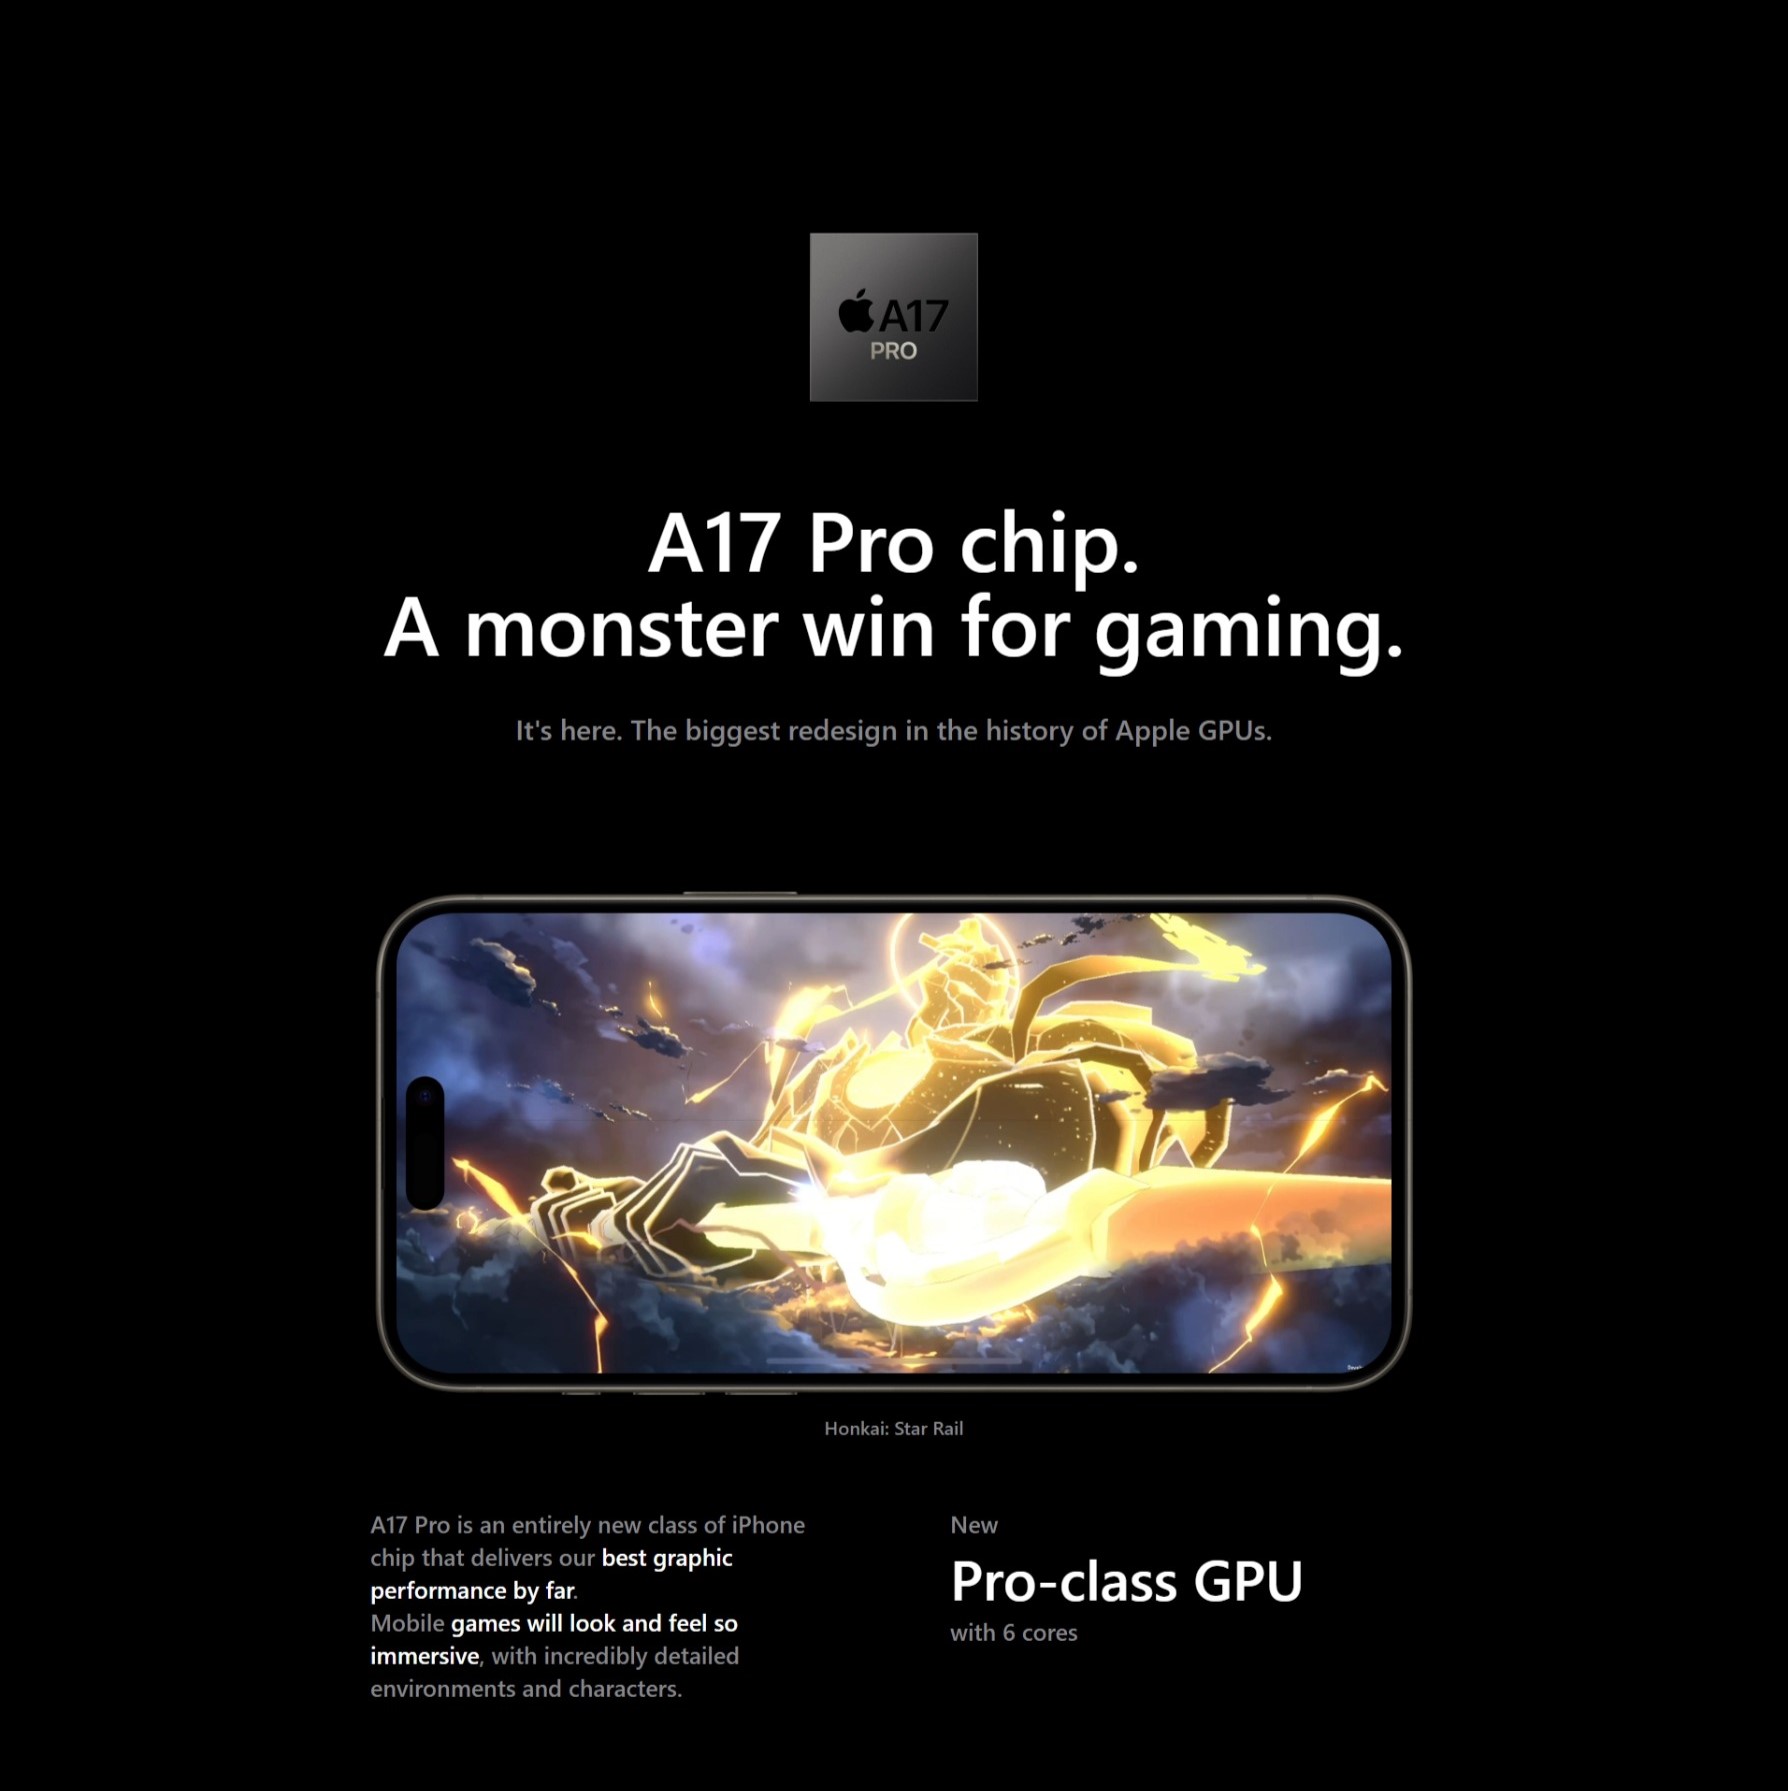 A17
PRO
A17 Pro chip.
A monster win for gaming.
It's here. The biggest redesign in the history of Apple GPUs.
Honkai: Star Rail
A17 Pro is an entirely new class of iPhone
chip that delivers our best graphic
performance by far.
Mobile games will look and feel so
immersive, with incredibly detailed
environments and characters.
New
Pro-class GPU
with 6 cores